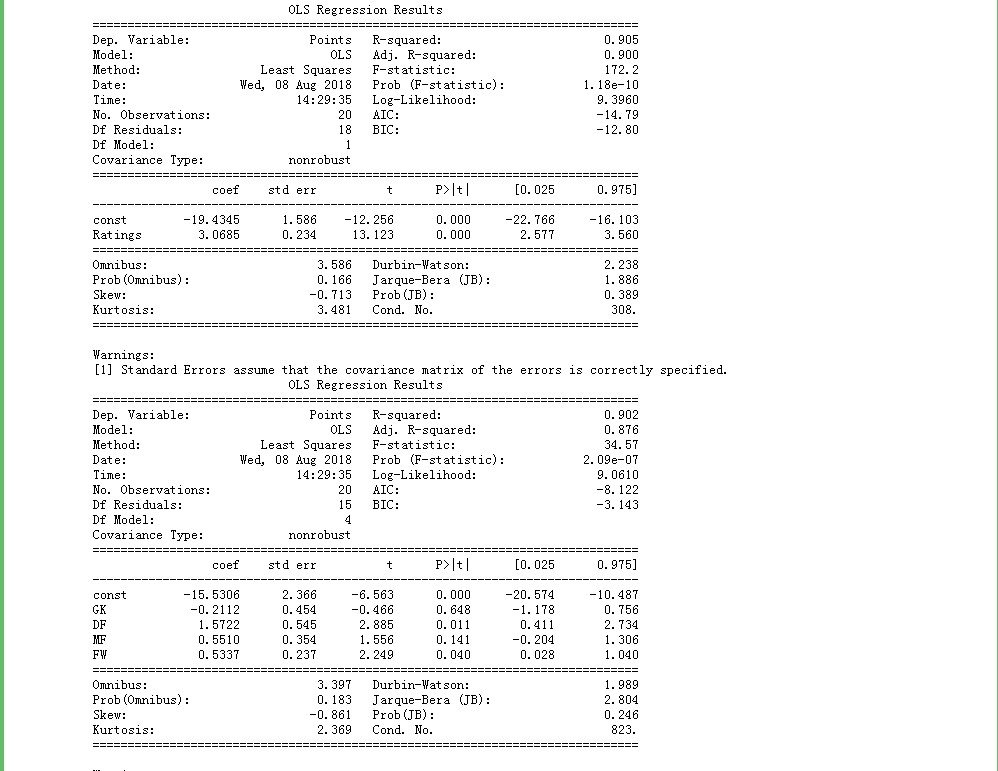 OLS Regression Results
==============================================================================
Dep. Variable: Points R-squared: 0.905
Model: OLS Adj. R-squared: 0.900
Method: Least Squares F-statistic: 172.2
Date: Wed, 08 Aug 2018 Prob (F-statistic): 1.18e-10
Time: 14:29:35 Log-Likelihood: 9.3960
No. Observations: 20 AIC: -14.79
Df Residuals: 18 BIC: -12.80
Df Model: 1
Covariance Type: nonrobust
==============================================================================
coef std err t P>|t| [0.025 0.975]
------------------------------------------------------------------------------
const -19.4345 1.586 -12.256 0.000 -22.766 -16.103
Ratings 3.0685 0.234 13.123 0.000 2.577 3.560
==============================================================================
Omnibus: 3.586 Durbin-Watson: 2.238
Prob(Omnibus): 0.166 Jarque-Bera (JB): 1.886
Skew: -0.713 Prob(JB): 0.389
Kurtosis: 3.481 Cond. No. 308.
==============================================================================
Warnings:
[1] Standard Errors assume that the covariance matrix of the errors is correctly specified.
OLS Regression Results
==============================================================================
Dep. Variable: Points R-squared: 0.902
Model: OLS Adj. R-squared: 0.876
Method: Least Squares F-statistic: 34.57
Date: Wed, 08 Aug 2018 Prob (F-statistic): 2.09e-07
Time: 14:29:35 Log-Likelihood: 9.0610
No. Observations: 20 AIC: -8.122
Df Residuals: 15 BIC: -3.143
Df Model: 4
Covariance Type: nonrobust
==============================================================================
coef std err t P>|t| [0.025 0.975]
------------------------------------------------------------------------------
const -15.5306 2.366 -6.563 0.000 -20.574 -10.487
GK -0.2112 0.454 -0.466 0.648 -1.178 0.756
DF 1.5722 0.545 2.885 0.011 0.411 2.734
MF 0.5510 0.354 1.556 0.141 -0.204 1.306
FW 0.5337 0.237 2.249 0.040 0.028 1.040
==============================================================================
Omnibus: 3.397 Durbin-Watson: 1.989
Prob(Omnibus): 0.183 Jarque-Bera (JB): 2.804
Skew: -0.861 Prob(JB): 0.246
Kurtosis: 2.369 Cond. No. 823.
==============================================================================